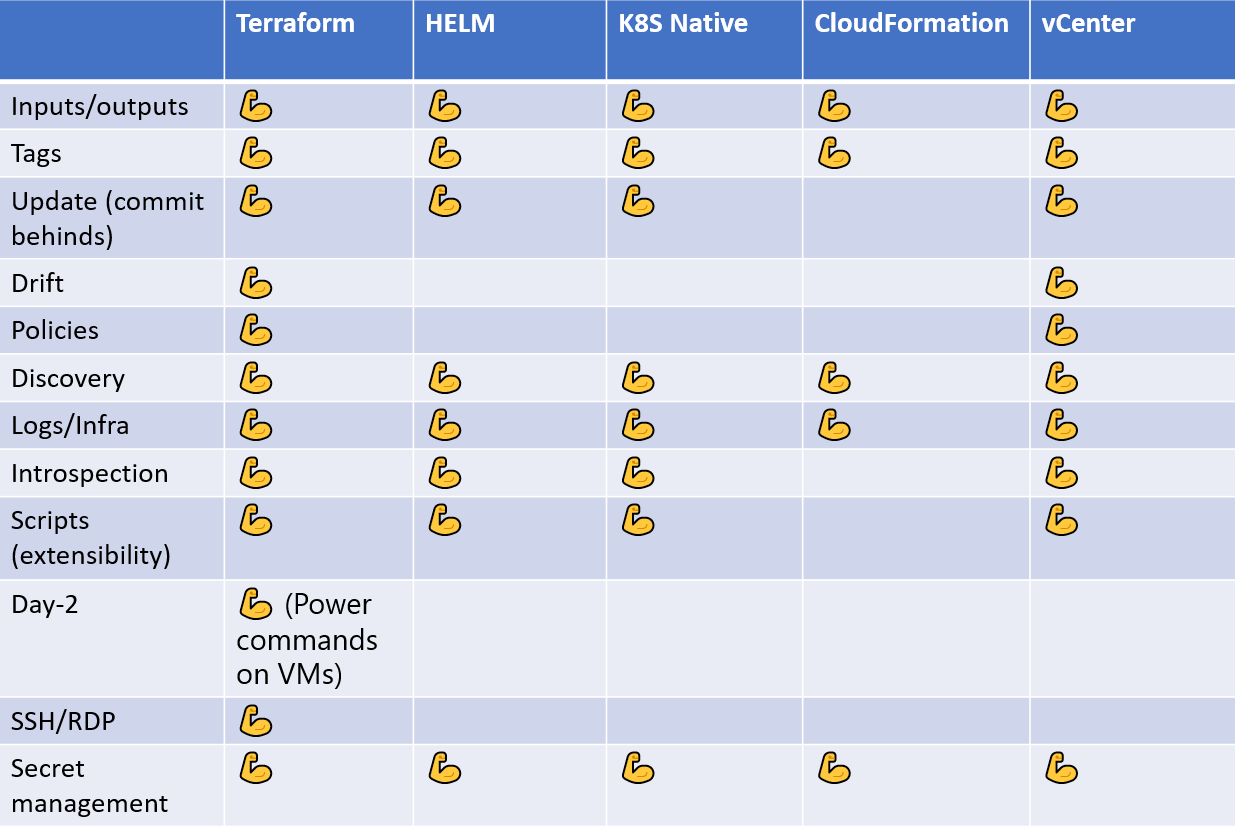 Terraform HELM K8S Native CloudFormation vCenter
Inputs/outputs 💪 💪 💪 💪 💪
Tags 💪 💪 💪 💪 💪
Update (commit 💪 💪 💪 💪
behinds)
Drift 💪 💪
Policies 💪 💪
Discovery 💪 💪 💪 💪 💪
Logs/Infra 💪 💪 💪 💪 💪
Introspection 💪 💪 💪 💪
Scripts 💪 💪 💪 💪
(extensibility)
Day-2 💪 (Power
commands
on VMs)
SSH/RDP 💪
Secret 💪 💪 💪 💪 💪
management